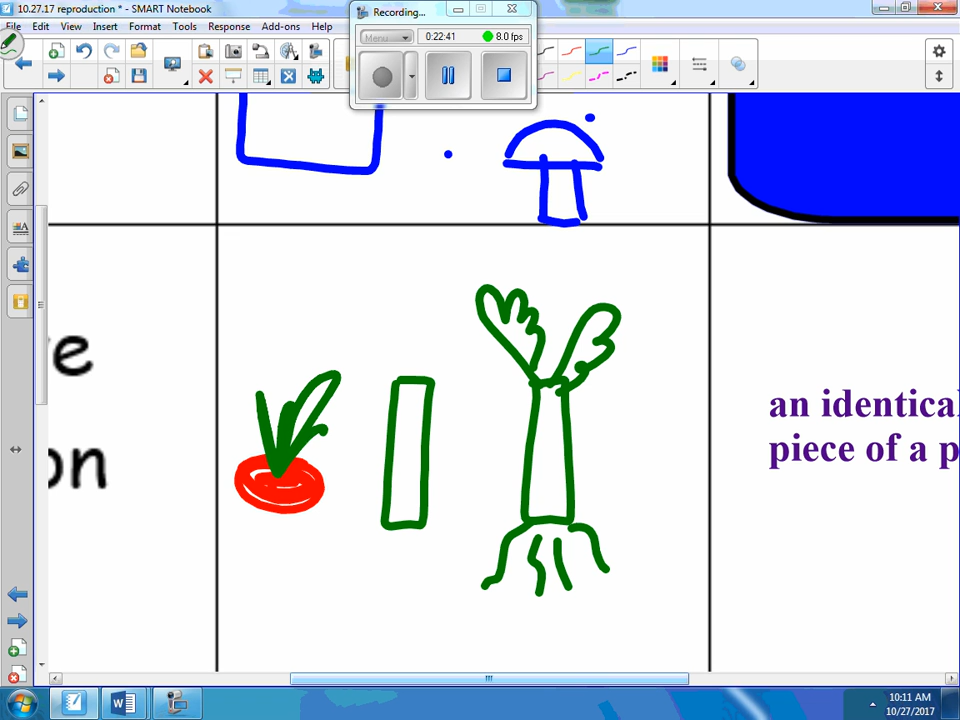 10.27.17 reproduction * - SMART Notebook
File Edit View Insert Format Tools Response Add-ons Help
Recording...
Menu 0:22:41 8.0 fps
e
on
an identical
piece of a p
10:11 AM
10/27/2017